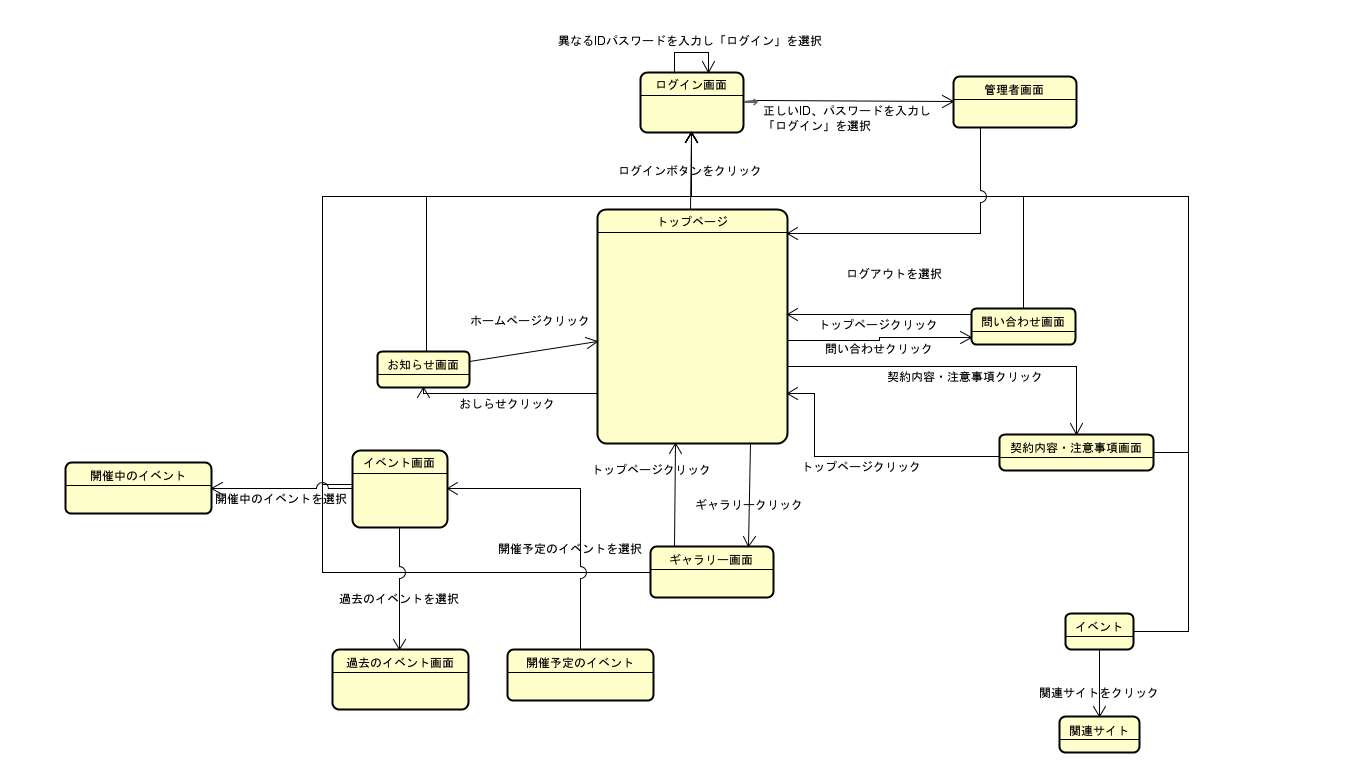 異なるIDパスワードを入力し「ログイン」を選択
ログイン画面
管理者画面
正しいID、パスワードを入力し
「ログイン」を選択
ログインボタンをクリック
トップページ
ログアウトを選択
ホームページクリック
問い合わせ画面
トップページクリック
問い合わせクリック
お知らせ画面
契約内容・注意事項クリック
おしらせクリック
契約内容・注意事項画面
トップページクリック
イベント画面
トップページクリック
開催中のイベント
開催中のイベントを選択
ギャラリークリック
開催予定のイベントを選択
ギャラリー画面
過去のイベントを選択
イベント
過去のイベント画面
開催予定のイベント
関連サイトをクリック
関連サイト